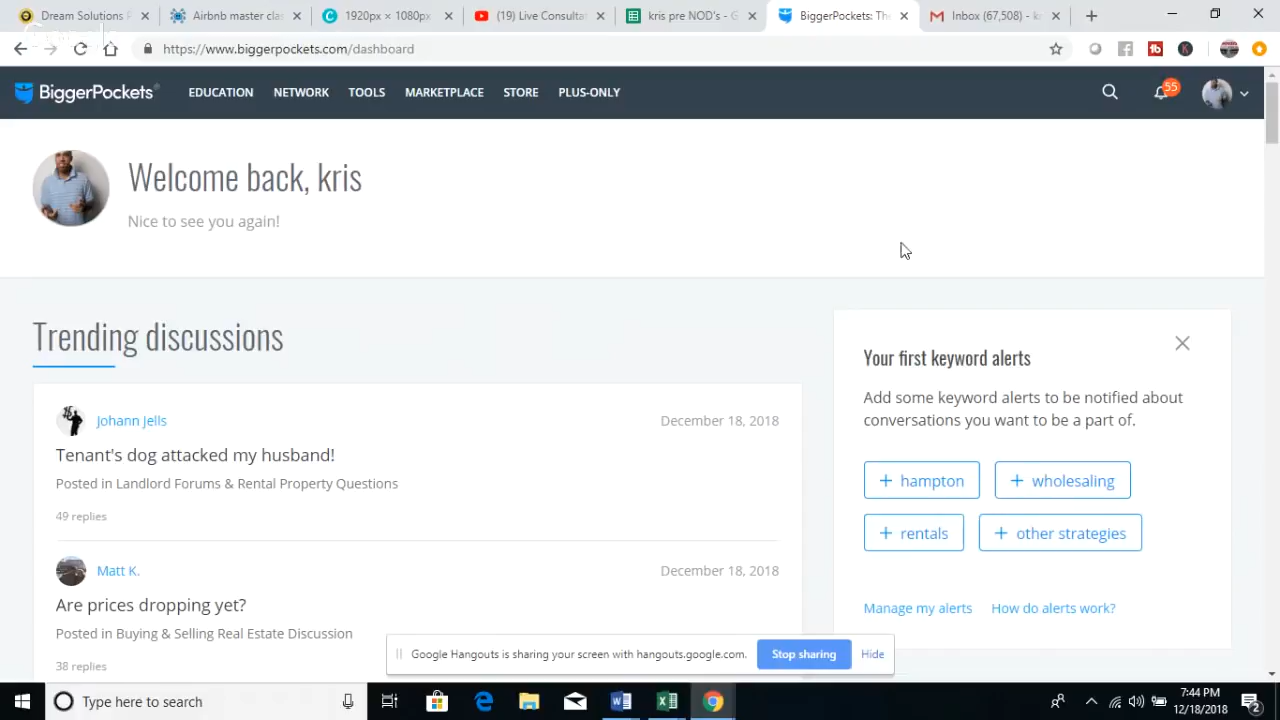 Dream Solutions P
Airbnb master clas
1920px × 1080px
(19) Live Consultat
kris pre NOD's - G
BiggerPockets: The
Inbox (67,508) - k
https://www.biggerpockets.com/dashboard
BiggerPockets®
EDUCATION
NETWORK
TOOLS
MARKETPLACE
STORE
PLUS-ONLY
55
Welcome back, kris
Nice to see you again!
Trending discussions
Johann jells
December 18, 2018
Tenant's dog attacked my husband!
Posted in Landlord Forums & Rental Property Questions
49 replies
Matt K.
December 18, 2018
Are prices dropping yet?
Posted in Buying & Selling Real Estate Discussion
38 replies
Your first keyword alerts
Add some keyword alerts to be notified about
conversations you want to be a part of.
+ hampton
+ wholesaling
+ rentals
+ other strategies
Manage my alerts
How do alerts work?
Google Hangouts is sharing your screen with hangouts.google.com.
Stop sharing
Hide
Type here to search
7:44 PM
12/18/2018
2